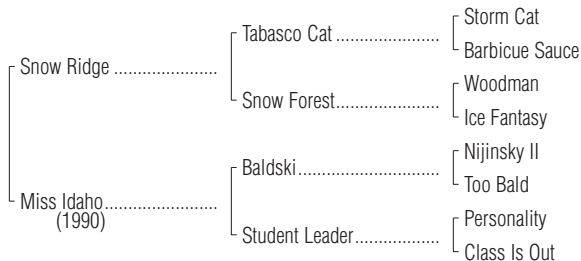 Storm Cat
Tabasco Cat ....................
Barbicue Sauce
Snow Ridge ....................
Woodman
Snow Forest....................
Ice Fantasy
Nijinsky II
Baldski...........................
Too Bald
Miss Idaho......................
(1990)
Personality
Student Leader................
Class Is Out